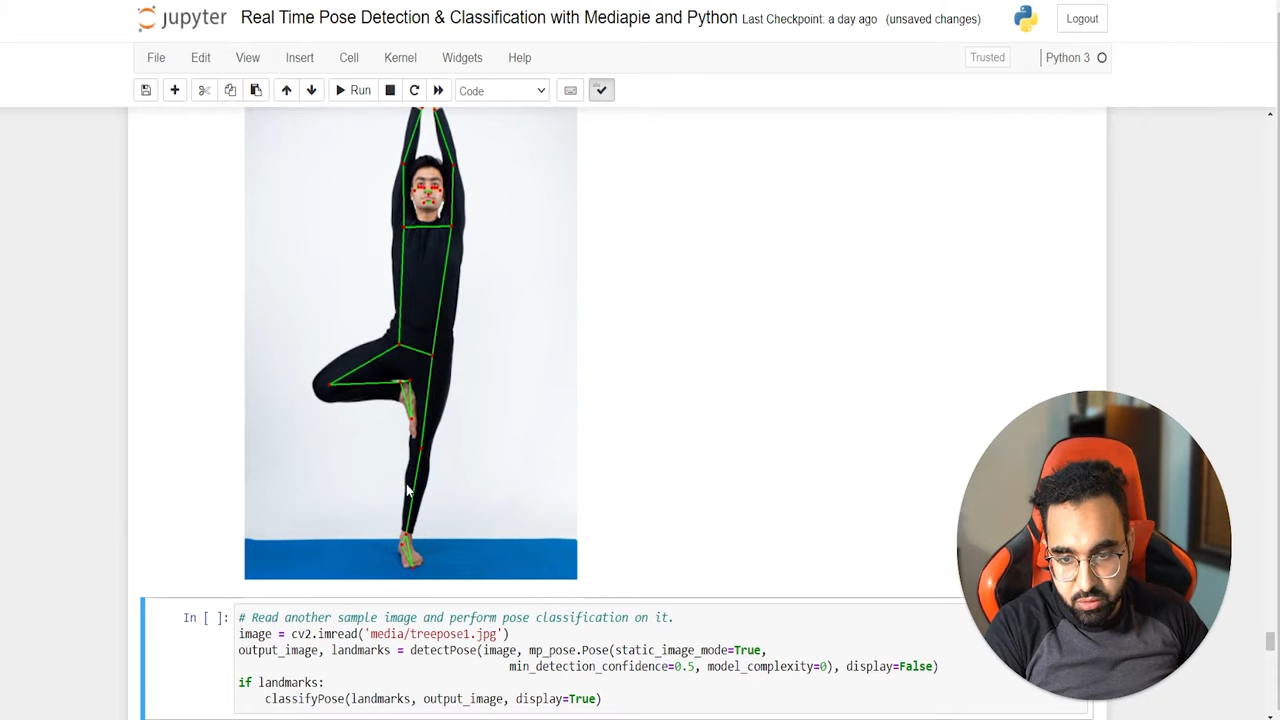 jupyter Real Time Pose Detection & Classification with Mediapie and Python Last Checkpoint: a day ago (unsaved changes) Logout
File Edit View Insert Cell Kernel Widgets Help Trusted Python 3
Run Code
In [ ]: # Read another sample image and perform pose classification on it.
image = cv2.imread('media/treepose1.jpg')
output_image, landmarks = detectPose(image, mp_pose.Pose(static_image_mode=True,
min_detection_confidence=0.5, model_complexity=0), display=False)
if landmarks:
classifyPose(landmarks, output_image, display=True)